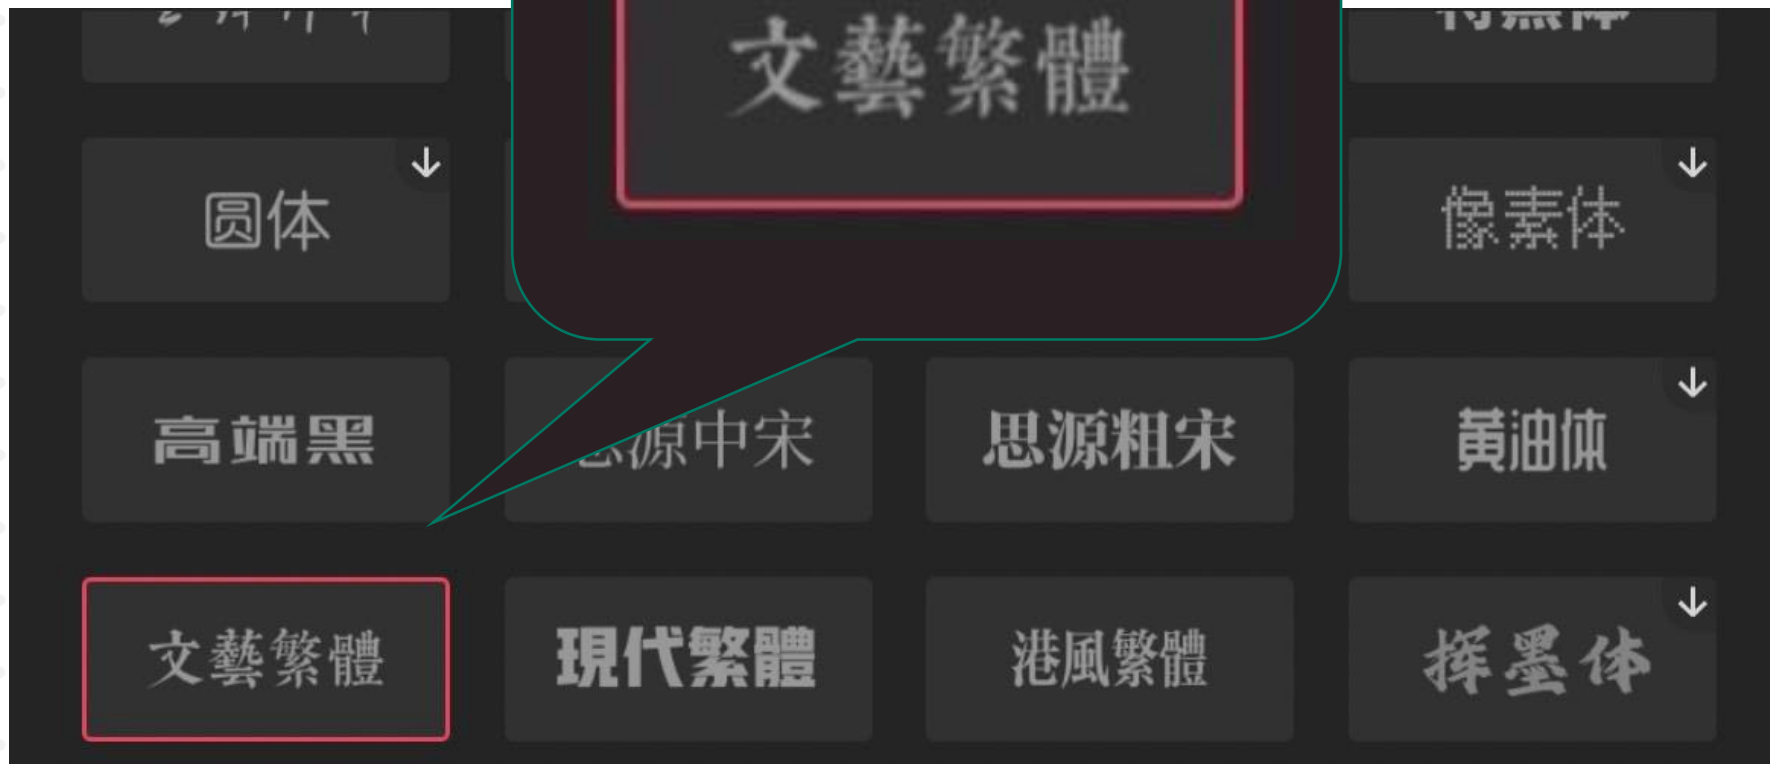 文藝繁體
圆体
像素体
高端黑
源中宋
思源粗宋
黄油体
文藝繁體
現代繁體
港風繁體
挥墨体